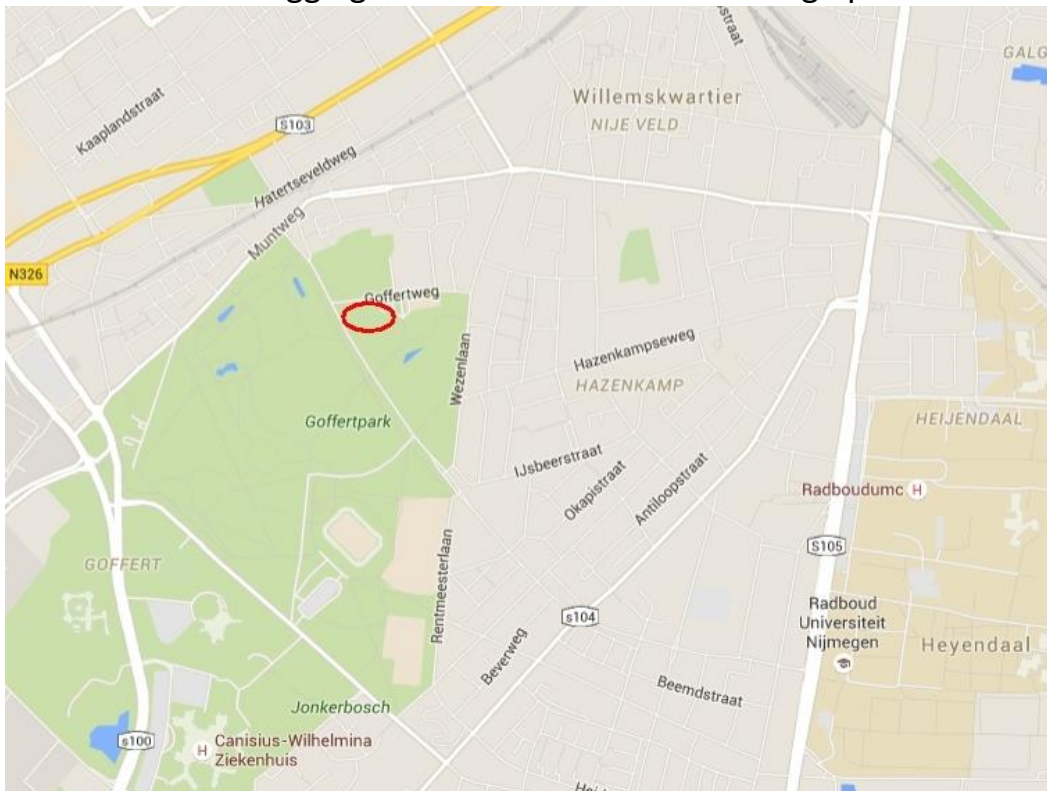 Willemskwartier
NIJE VELD
Kaaplandstraat
S103
Hatertseveldweg
Muntweg
N326
Goffertweg
Wezenlaan
Hazenkampseweg
HAZENKAMP
HEIJENDAAL
Goffertpark
IJsbeerstraat
Okapistraat
Antiloopstraat
Radboudumc H
GOFFERT
S105
Rentmeesterlaan
s104
Radboud
Universiteit
Nijmegen
Heyendaal
Beverweg
Beemdstraat
Jonkerbosch
s100
H Canisius-Wilhelmina
Ziekenhuis